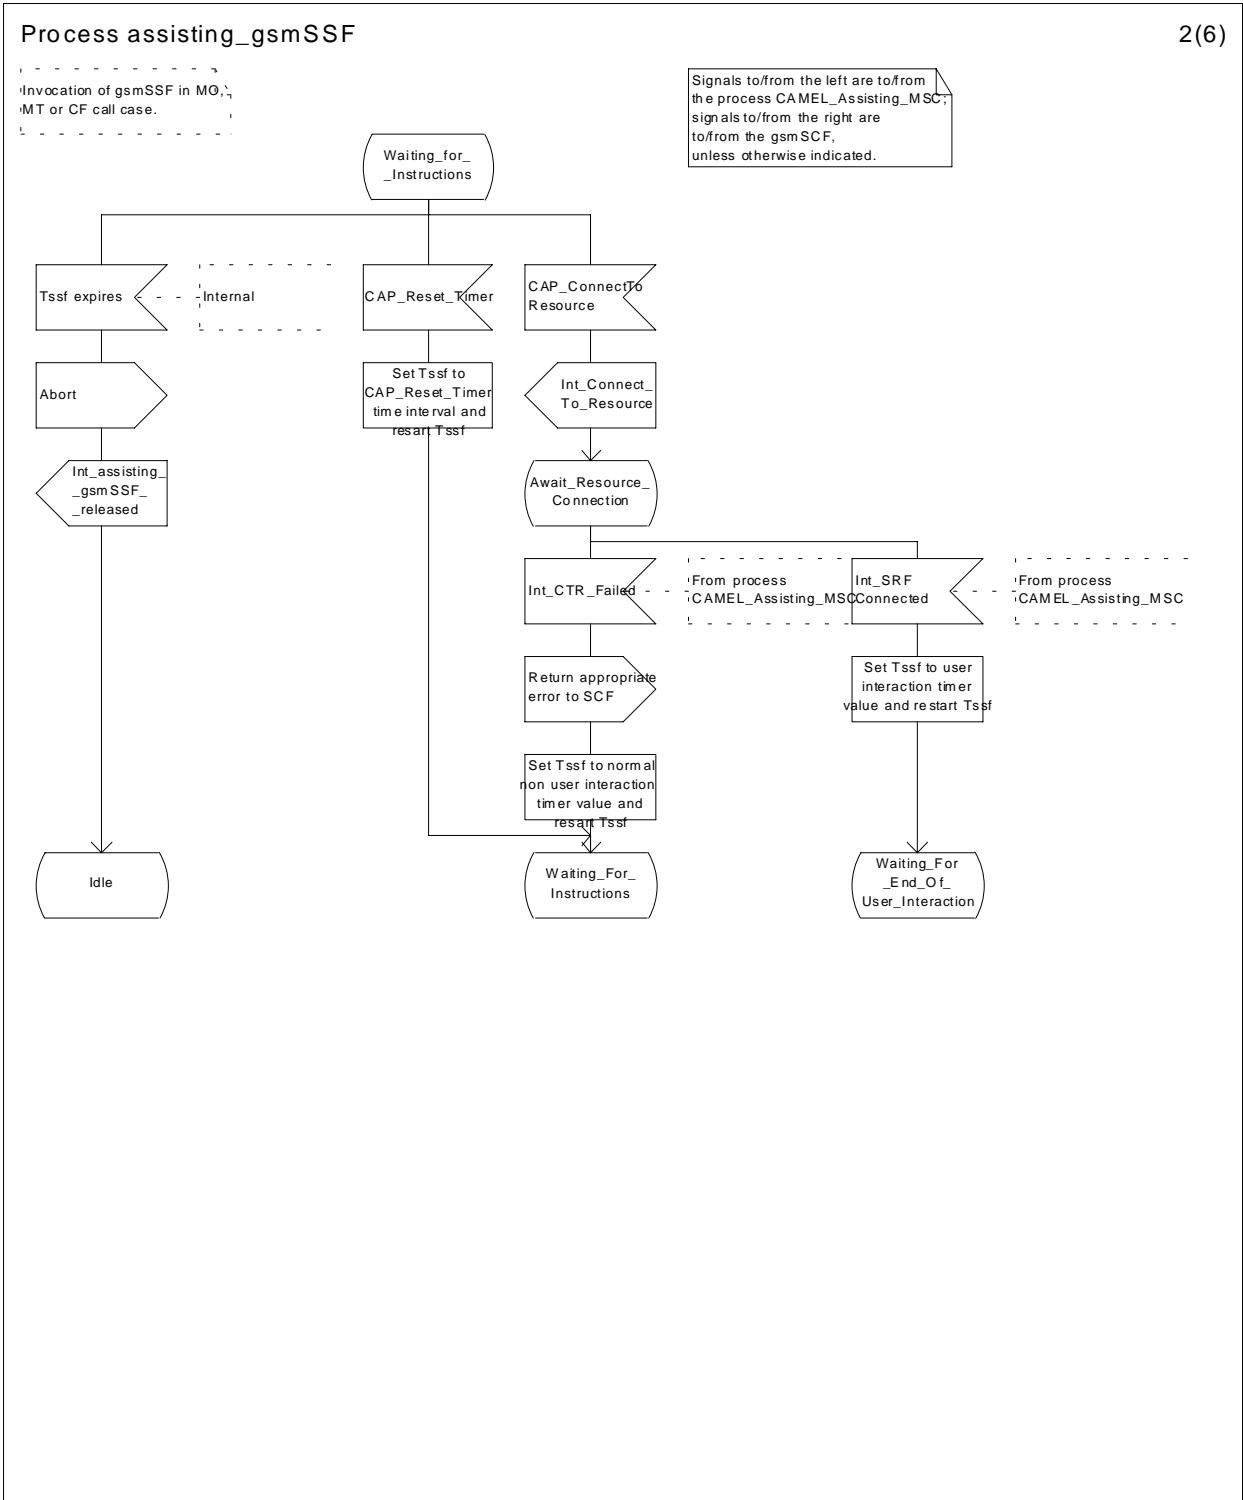 Process assisting_gsmSSF
2(6)
Invocation of gsmSSF in MO,
MT or CF call case.
Signals to/from the left are to/from
the process CAMEL_Assisting_MSC;
signals to/from the right are
to/from the gsmSCF,
unless otherwise indicated.
Waiting_for_
_Instructions
Tssf expires
Internal
CAP_Reset_Timer
CAP_ConnectTo
Resource
Abort
Set Tssf to
CAP_Reset_Timer
time interval and
resart Tssf
Int_Connect_
To_Resource
Int_assisting_
_gsmSSF_
_released
Await_Resource_
Connection
Int_CTR_Failed
From process
CAMEL_Assisting_MSC
Int_SRF
Connected
From process
CAMEL_Assisting_MSC
Return appropriate
error to SCF
Set Tssf to user
interaction timer
value and restart Tssf
Set Tssf to normal
non user interaction
timer value and
resart Tssf
Idle
Waiting_For_
Instructions
Waiting_For
_End_Of_
User_Interaction